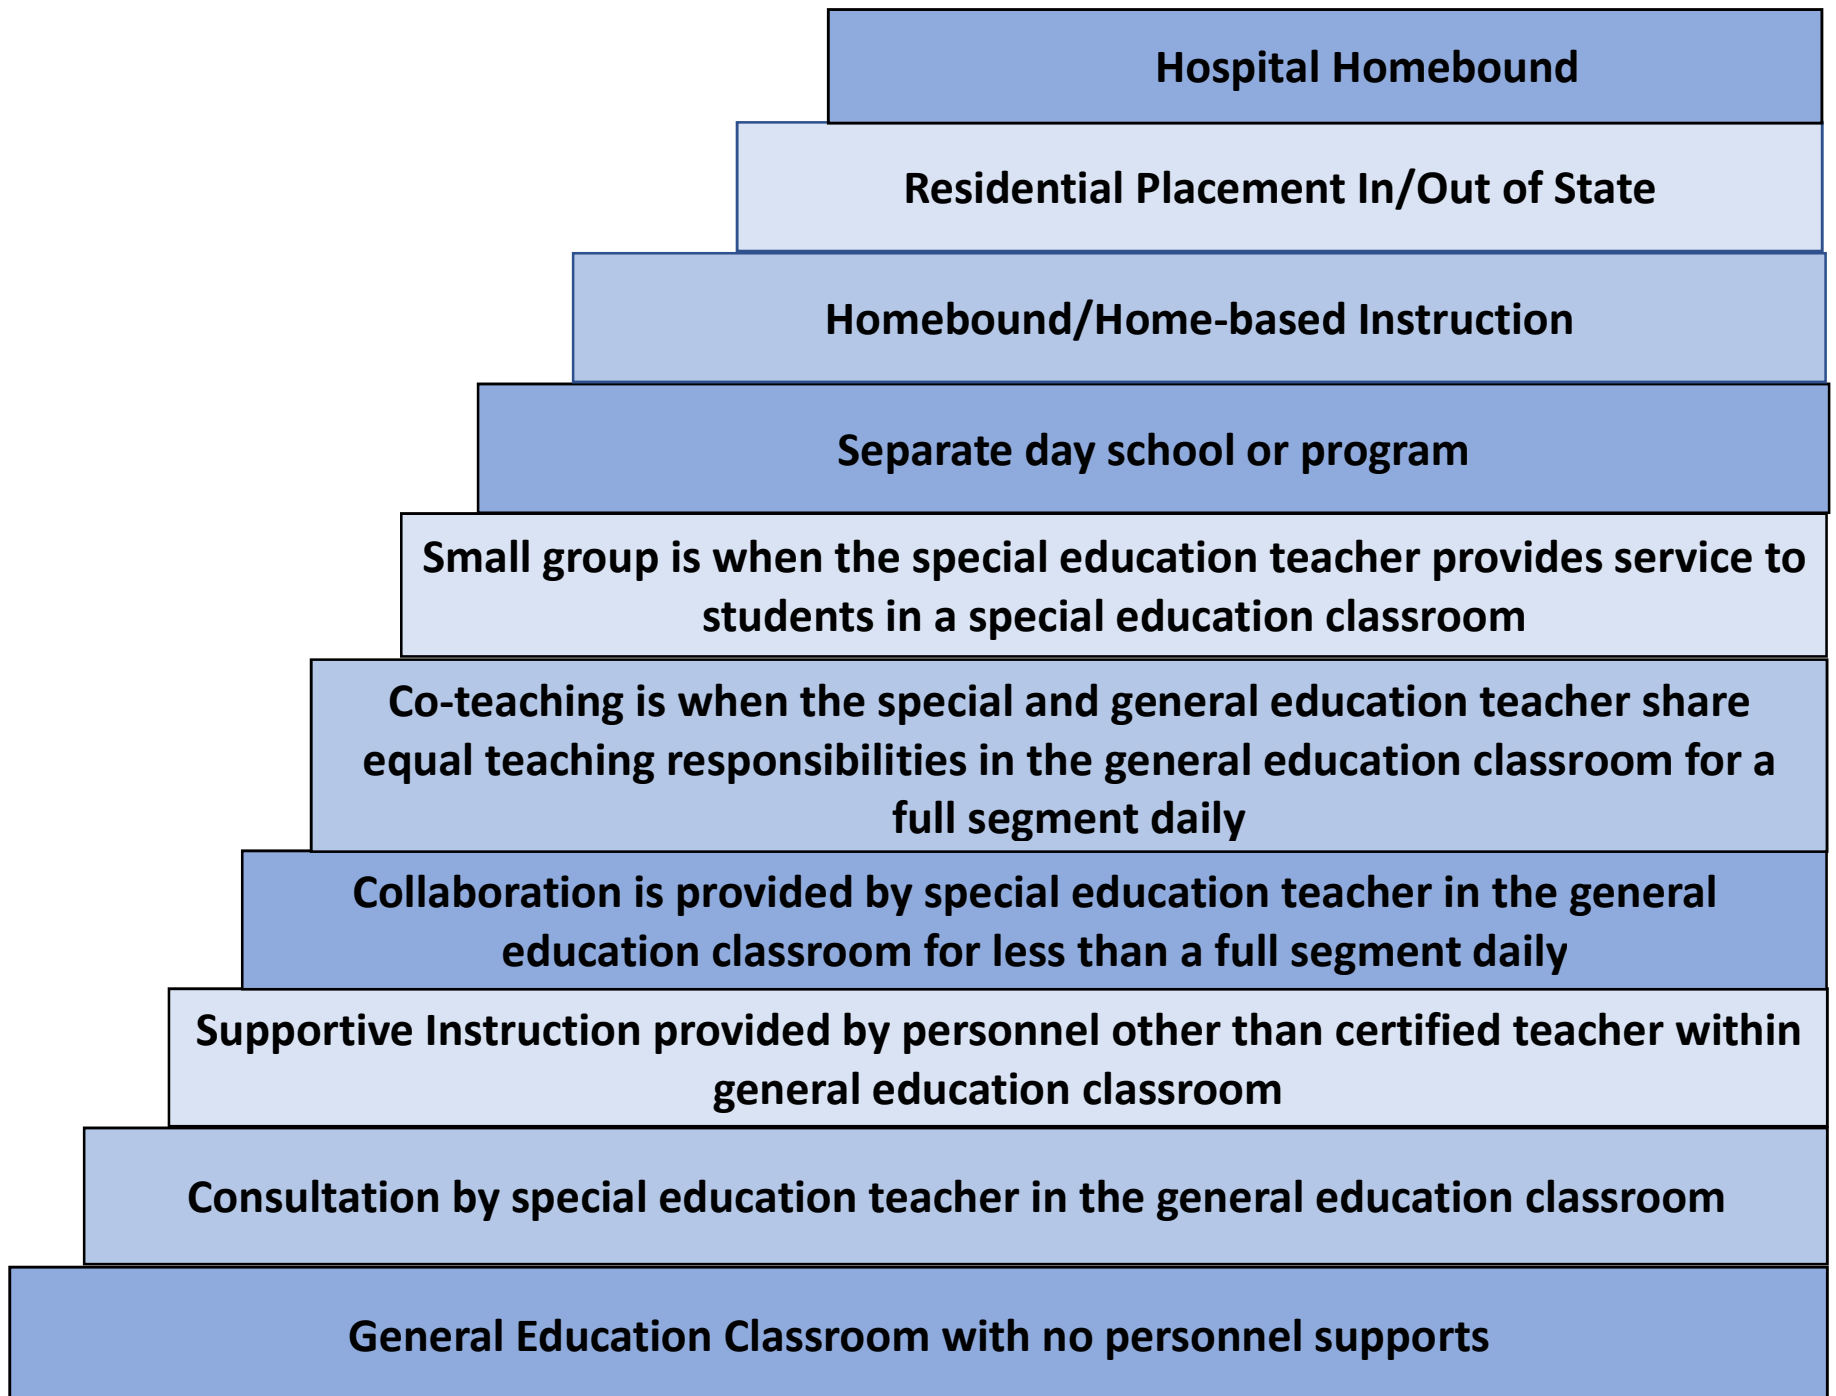 Hospital Homebound
Residential Placement In/Out of State
Homebound/Home-based Instruction
Separate day school or program
Small group is when the special education teacher provides service to
students in a special education classroom
Co-teaching is when the special and general education teacher share
equal teaching responsibilities in the general education classroom for a
full segment daily
Collaboration is provided by special education teacher in the general
education classroom for less than a full segment daily
Supportive Instruction provided by personnel other than certified teacher within
general education classroom
Consultation by special education teacher in the general education classroom
General Education Classroom with no personnel supports